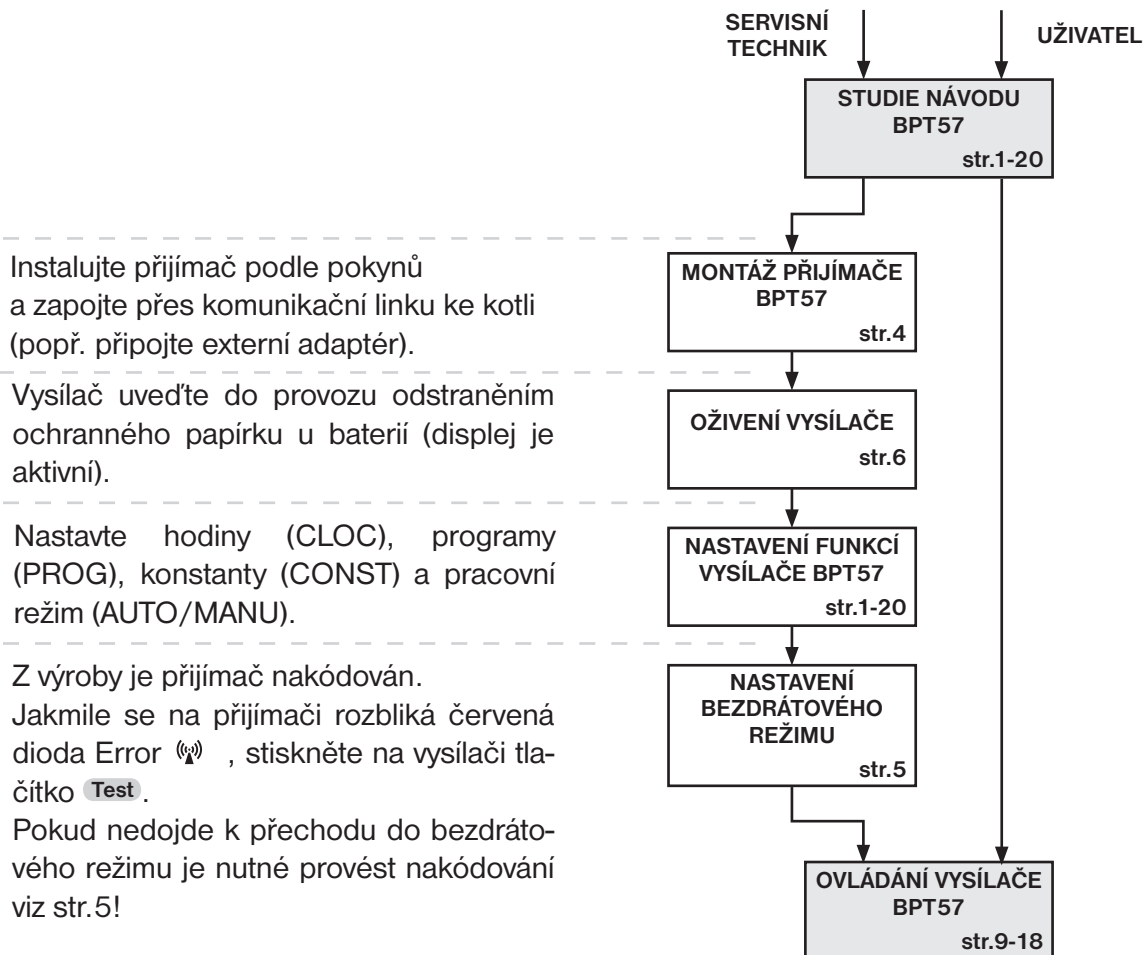 SERVISNÍ
TECHNIK
UŽIVATEL
STUDIE NÁVODU
BPT57
str.1-20
Instalujte přijímač podle pokynů
a zapojte přes komunikační linku ke kotli
(popř. připojte externí adaptér).
MONTÁŽ PŘIJÍMAČE
BPT57
str.4
Vysílač uveďte do provozu odstraněním
ochranného papírku u baterií (displej je
aktivní).
OŽIVENÍ VYSÍLAČE
str.6
Nastavte hodiny (CLOC), programy
(PROG), konstanty (CONST) a pracovní
režim (AUTO/MANU).
NASTAVENÍ FUNKCÍ
VYSÍLAČE BPT57
str.1-20
Z výroby je přijímač nakódován.
Jakmile se na přijímači rozbliká červená
dioda Error , stiskněte na vysílači tla-
čítko Test.
Pokud nedojde k přechodu do bezdráto-
vého režimu je nutné provést nakódování
viz str.5!
NASTAVENÍ
BEZDRÁTOVÉHO
REŽIMU
str.5
OVLÁDÁNÍ VYSÍLAČE
BPT57
str.9-18